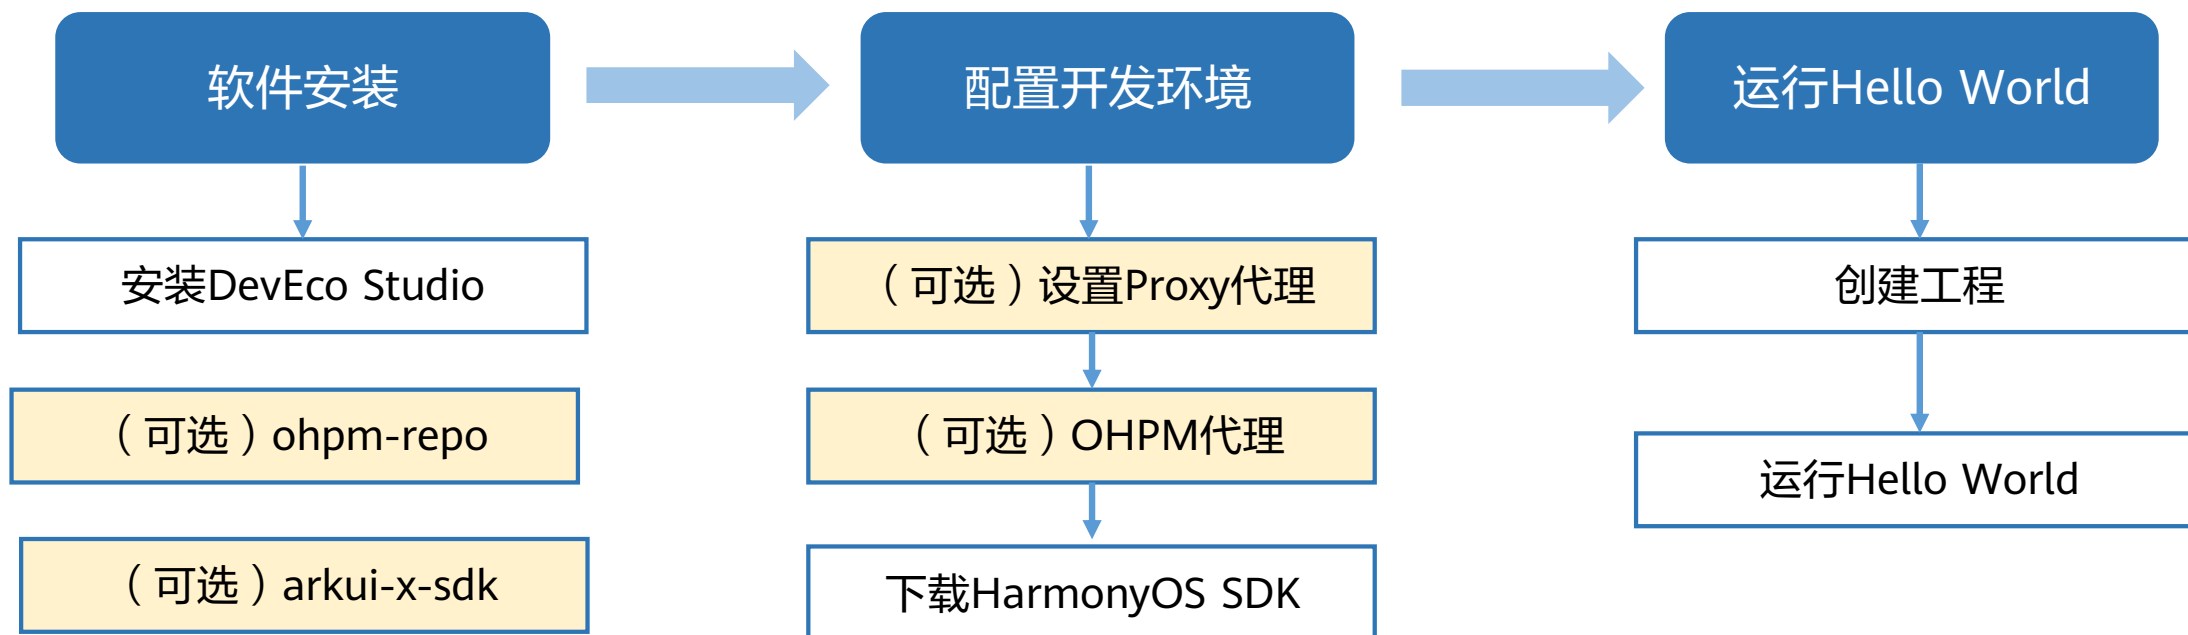 软件安装
配置开发环境
运行Hello World
安装DevEco Studio
（可选）ohpm-repo
（可选）arkui-x-sdk
（可选）设置Proxy代理
（可选）OHPM代理
下载HarmonyOS SDK
创建工程
运行Hello World